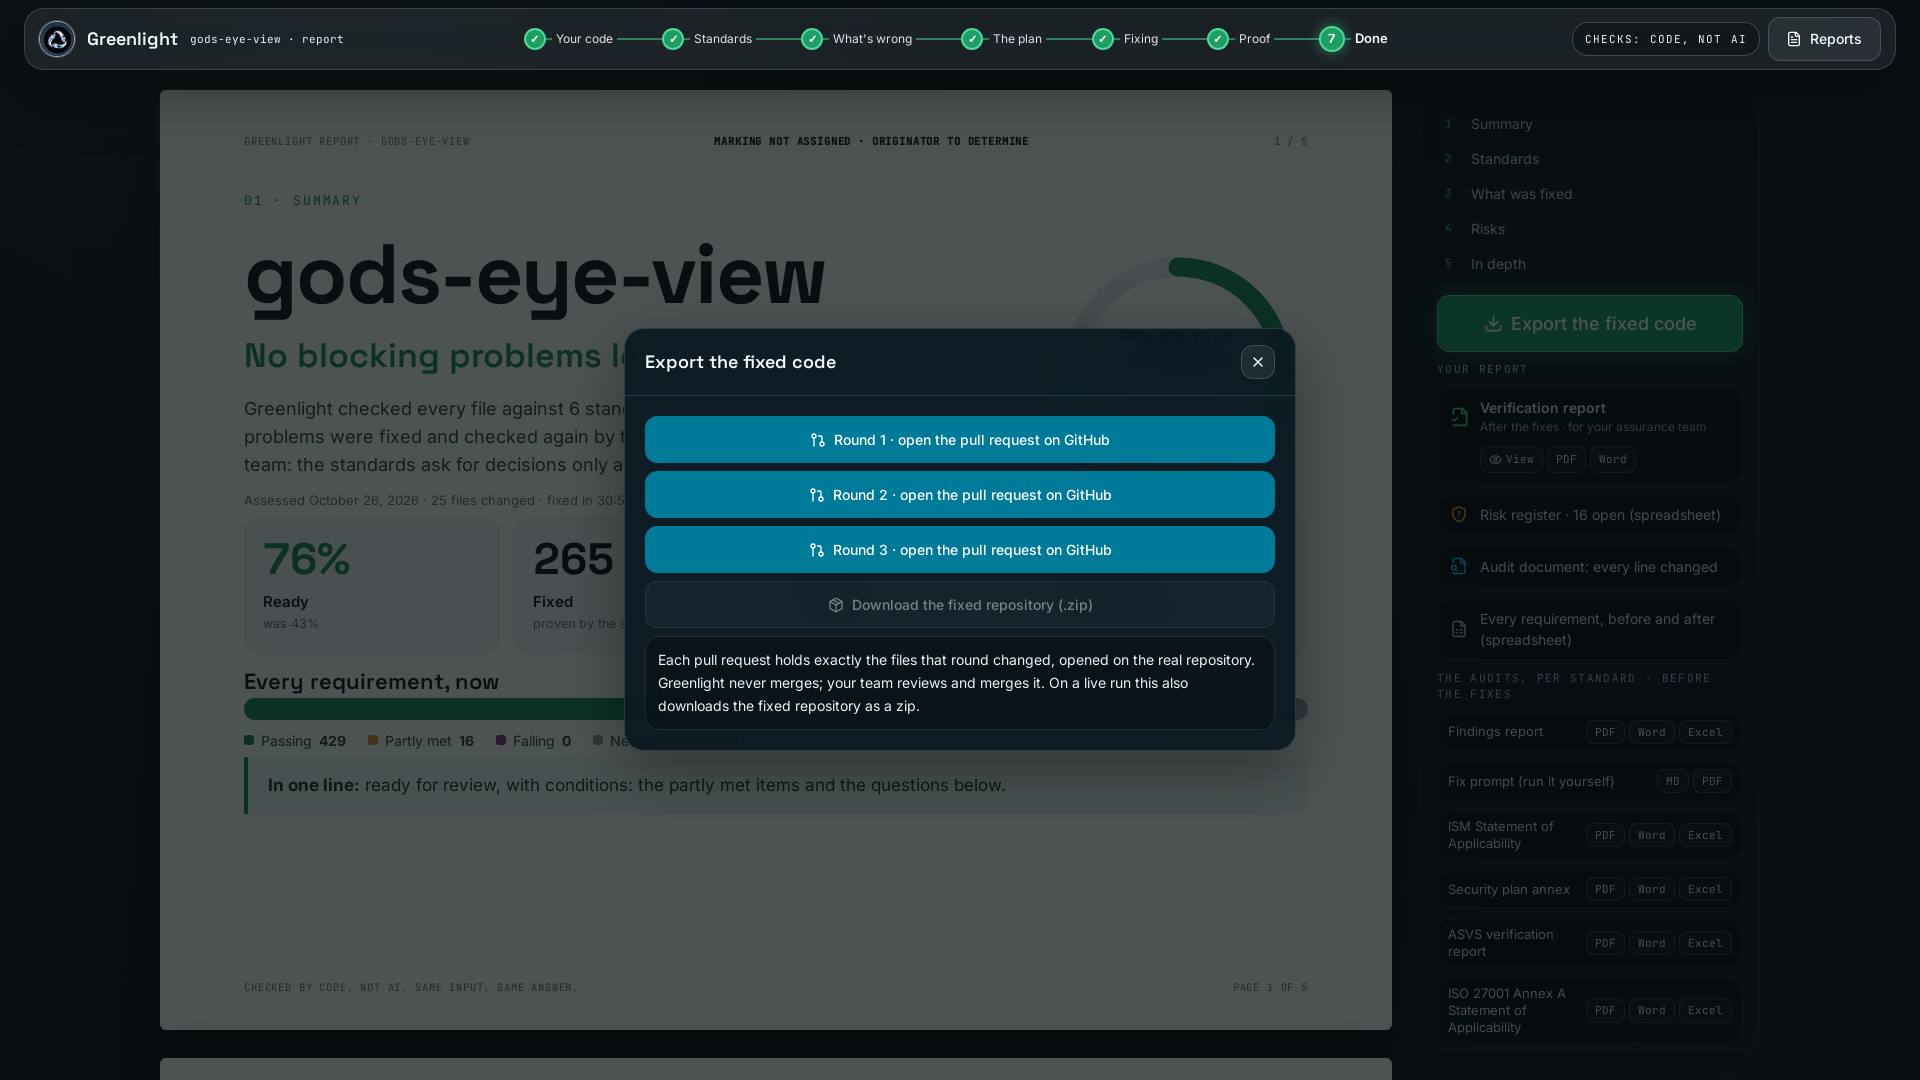 Greenlight
gods-eye-view · report
✓ Your code
✓ Standards
✓ What's wrong
✓ The plan
✓ Fixing
✓ Proof
7 Done
CHECKS: CODE, NOT AI
Reports
GREENLIGHT REPORT · GODS-EYE-VIEW
MARKING NOT ASSIGNED · ORIGINATOR TO DETERMINE
1 / 5
01 · SUMMARY
gods-eye-view
No blocking problems
Greenlight checked every file against 6
problems were fixed and checked again by
team: the standards ask for decisions only
Assessed October 26, 2026 · 25 files changed · fixed in
76%
Ready
was 43%
265
Fixed
proven by the
Every requirement, now
Passing 429
Partly met 16
Failing 0
In one line: ready for review, with conditions: the partly met items and the questions below.
CHECKED BY CODE, NOT AI. SAME INPUT, SAME ANSWER.
PAGE 1 OF 5
Export the fixed code
Round 1 · open the pull request on GitHub
Round 2 · open the pull request on GitHub
Round 3 · open the pull request on GitHub
Download the fixed repository (.zip)
Each pull request holds exactly the files that round changed, opened on the real repository.
Greenlight never merges; your team reviews and merges it. On a live run this also
downloads the fixed repository as a zip.
1 Summary
2 Standards
3 What was fixed
4 Risks
5 In depth
Export the fixed code
YOUR REPORT
Verification report
After the fixes · for your assurance team
View
PDF
Word
Risk register · 16 open (spreadsheet)
Audit document: every line changed
Every requirement, before and after
(spreadsheet)
THE AUDITS, PER STANDARD · BEFORE
THE FIXES
Findings report
PDF
Word
Excel
Fix prompt (run it yourself)
MD
PDF
ISM Statement of
Applicability
PDF
Word
Excel
Security plan annex
PDF
Word
Excel
ASVS verification
report
PDF
Word
Excel
ISO 27001 Annex A
Statement of
Applicability
PDF
Word
Excel